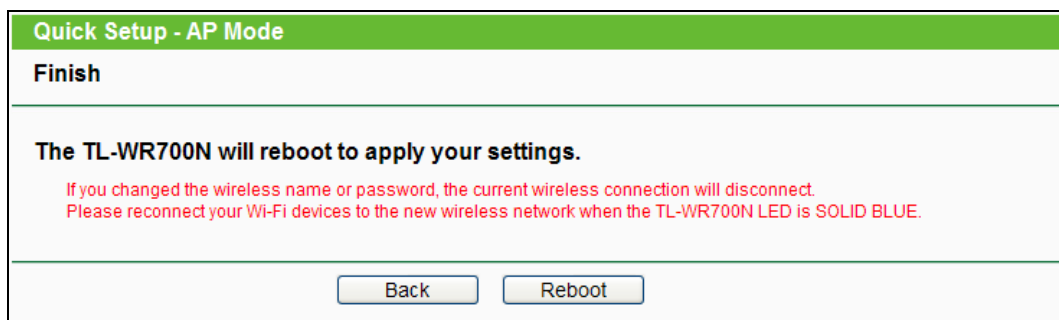 Quick Setup - AP Mode
Finish
The TL-WR700N will reboot to apply your settings.
If you changed the wireless name or password, the current wireless connection will disconnect.
Please reconnect your Wi-Fi devices to the new wireless network when the TL-WR700N LED is SOLID BLUE.
Back Reboot